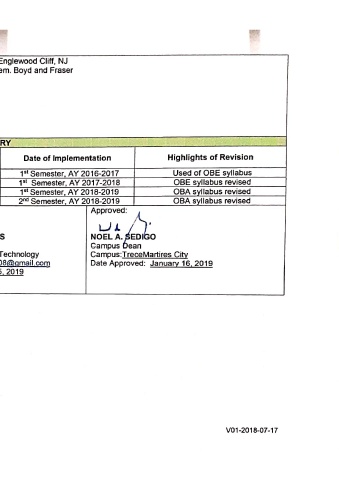 Englewood Cliff, NJ
em. Boyd and Fraser
RY
Date of Implementation Highlights of Revision
1st Semester, AY 2016-2017 Used of OBE syllabus
1st Semester, AY 2017-2018 OBE syllabus revised
1st Semester, AY 2018-2019 OBA syllabus revised
2nd Semester, AY 2018-2019 OBA syllabus revised
Approved:
S NOEL A. SEDIGO
Campus Dean
Technology Campus:TreceMartires City
08@gmail.com Date Approved: January 16, 2019
, 2019
V01-2018-07-17